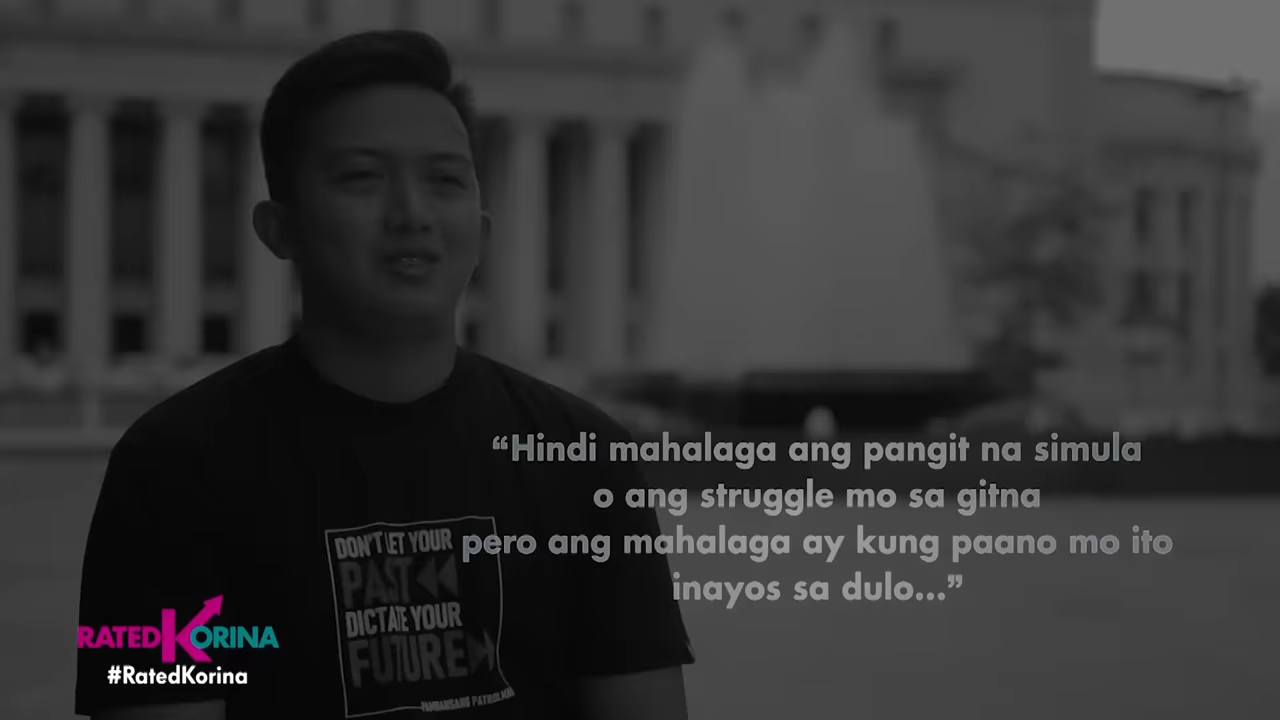 “Hindi mahalaga ang pangit na simula
o ang struggle mo sa gitna
pero ang mahalaga ay kung paano mo ito
inayos sa dulo...”
DON'T LET YOUR
PAST
DICTATE YOUR
FUTURE
PAMBANSANG
RATED KORINA
#RatedKorina